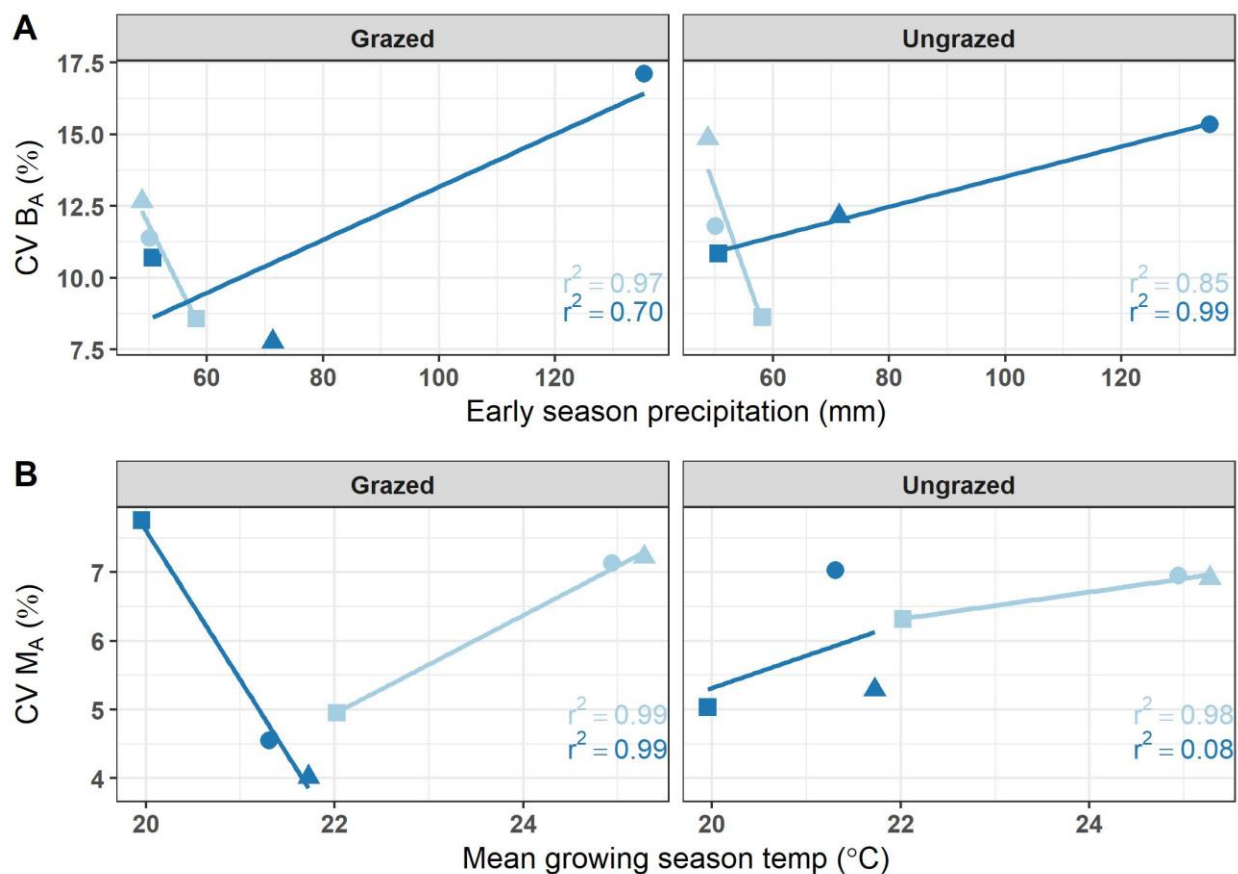 A
Grazed
Ungrazed
17.5
15.0
12.5
10.0
7.5
CV B_A (%)
r² = 0.97
r² = 0.70
r² = 0.85
r² = 0.99
60 80 100 120
60 80 100 120
Early season precipitation (mm)
B
Grazed
Ungrazed
7
6
5
4
CV M_A (%)
r² = 0.99
r² = 0.99
r² = 0.98
r² = 0.08
20 22 24
20 22 24
Mean growing season temp (°C)